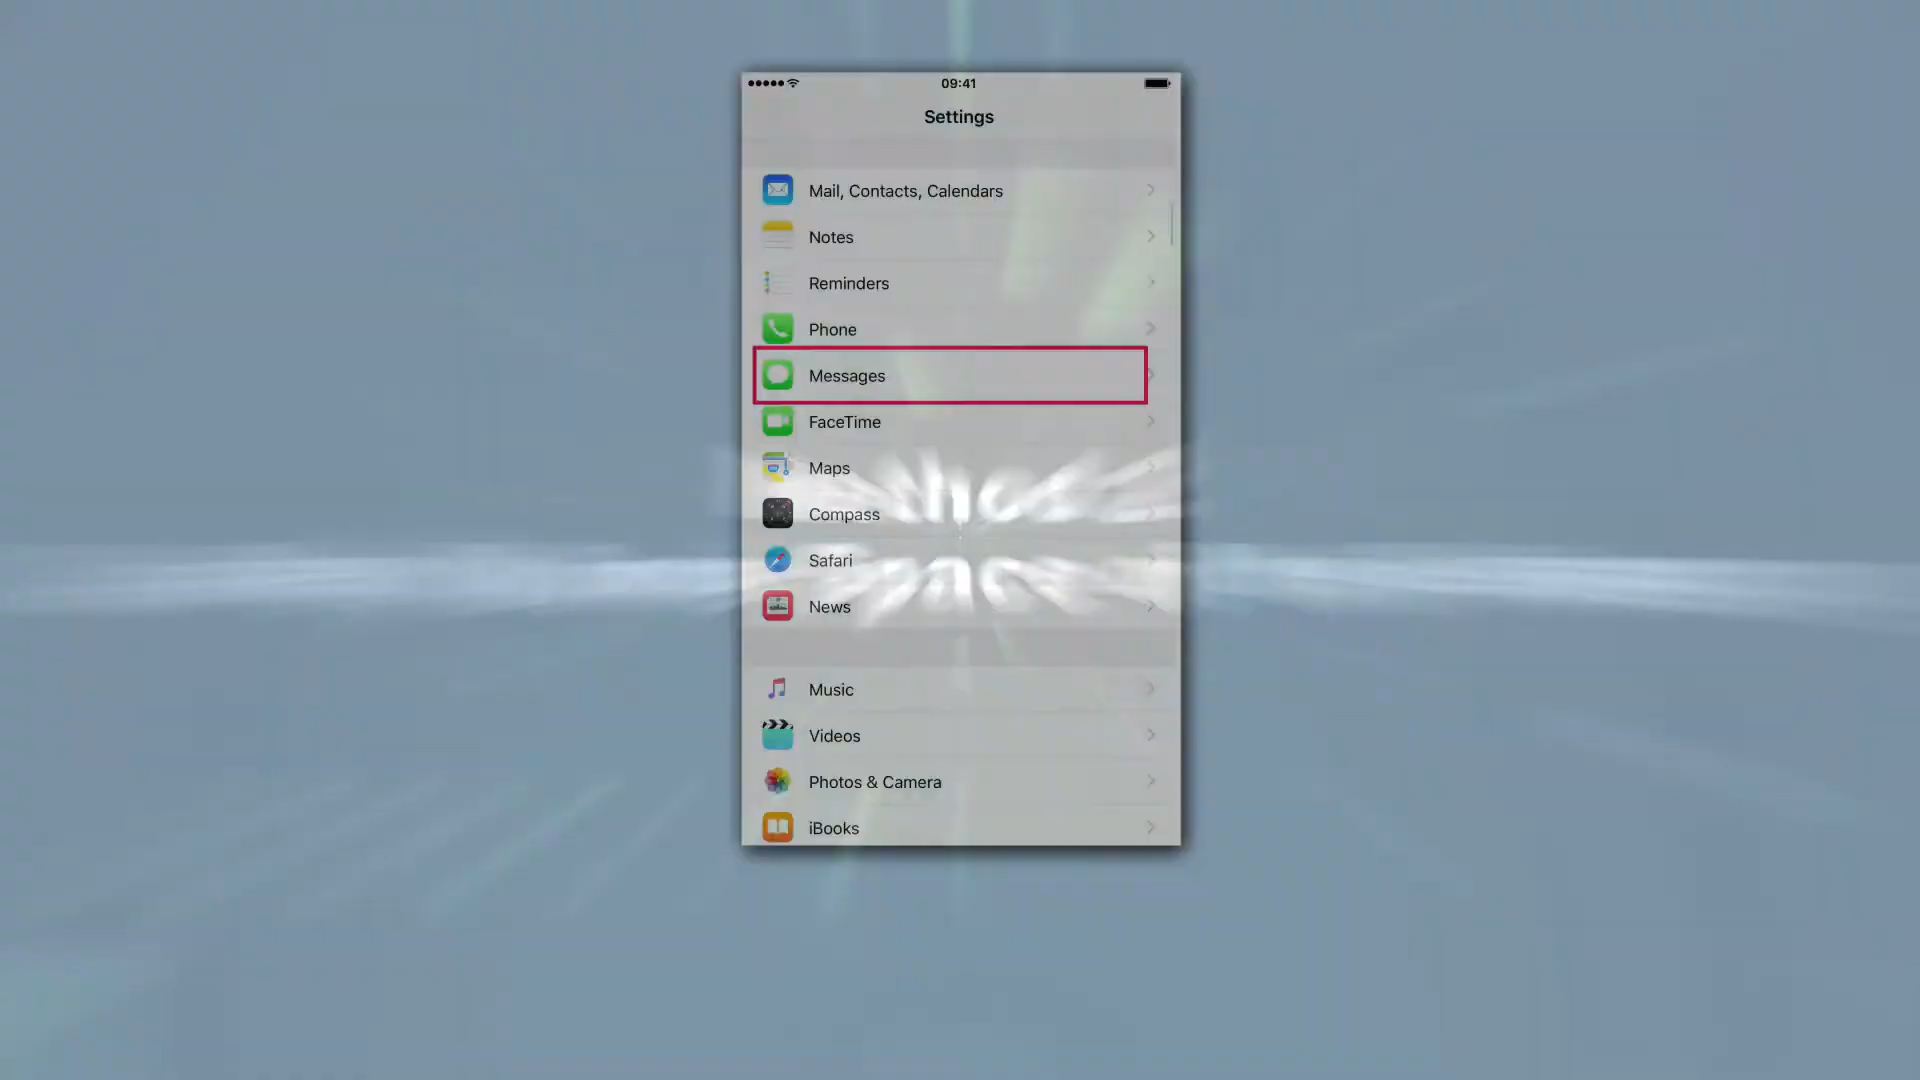 09:41
Settings
Mail, Contacts, Calendars
Notes
Reminders
Phone
Messages
FaceTime
Maps
Compass
Safari
News
Music
Videos
Photos & Camera
iBooks